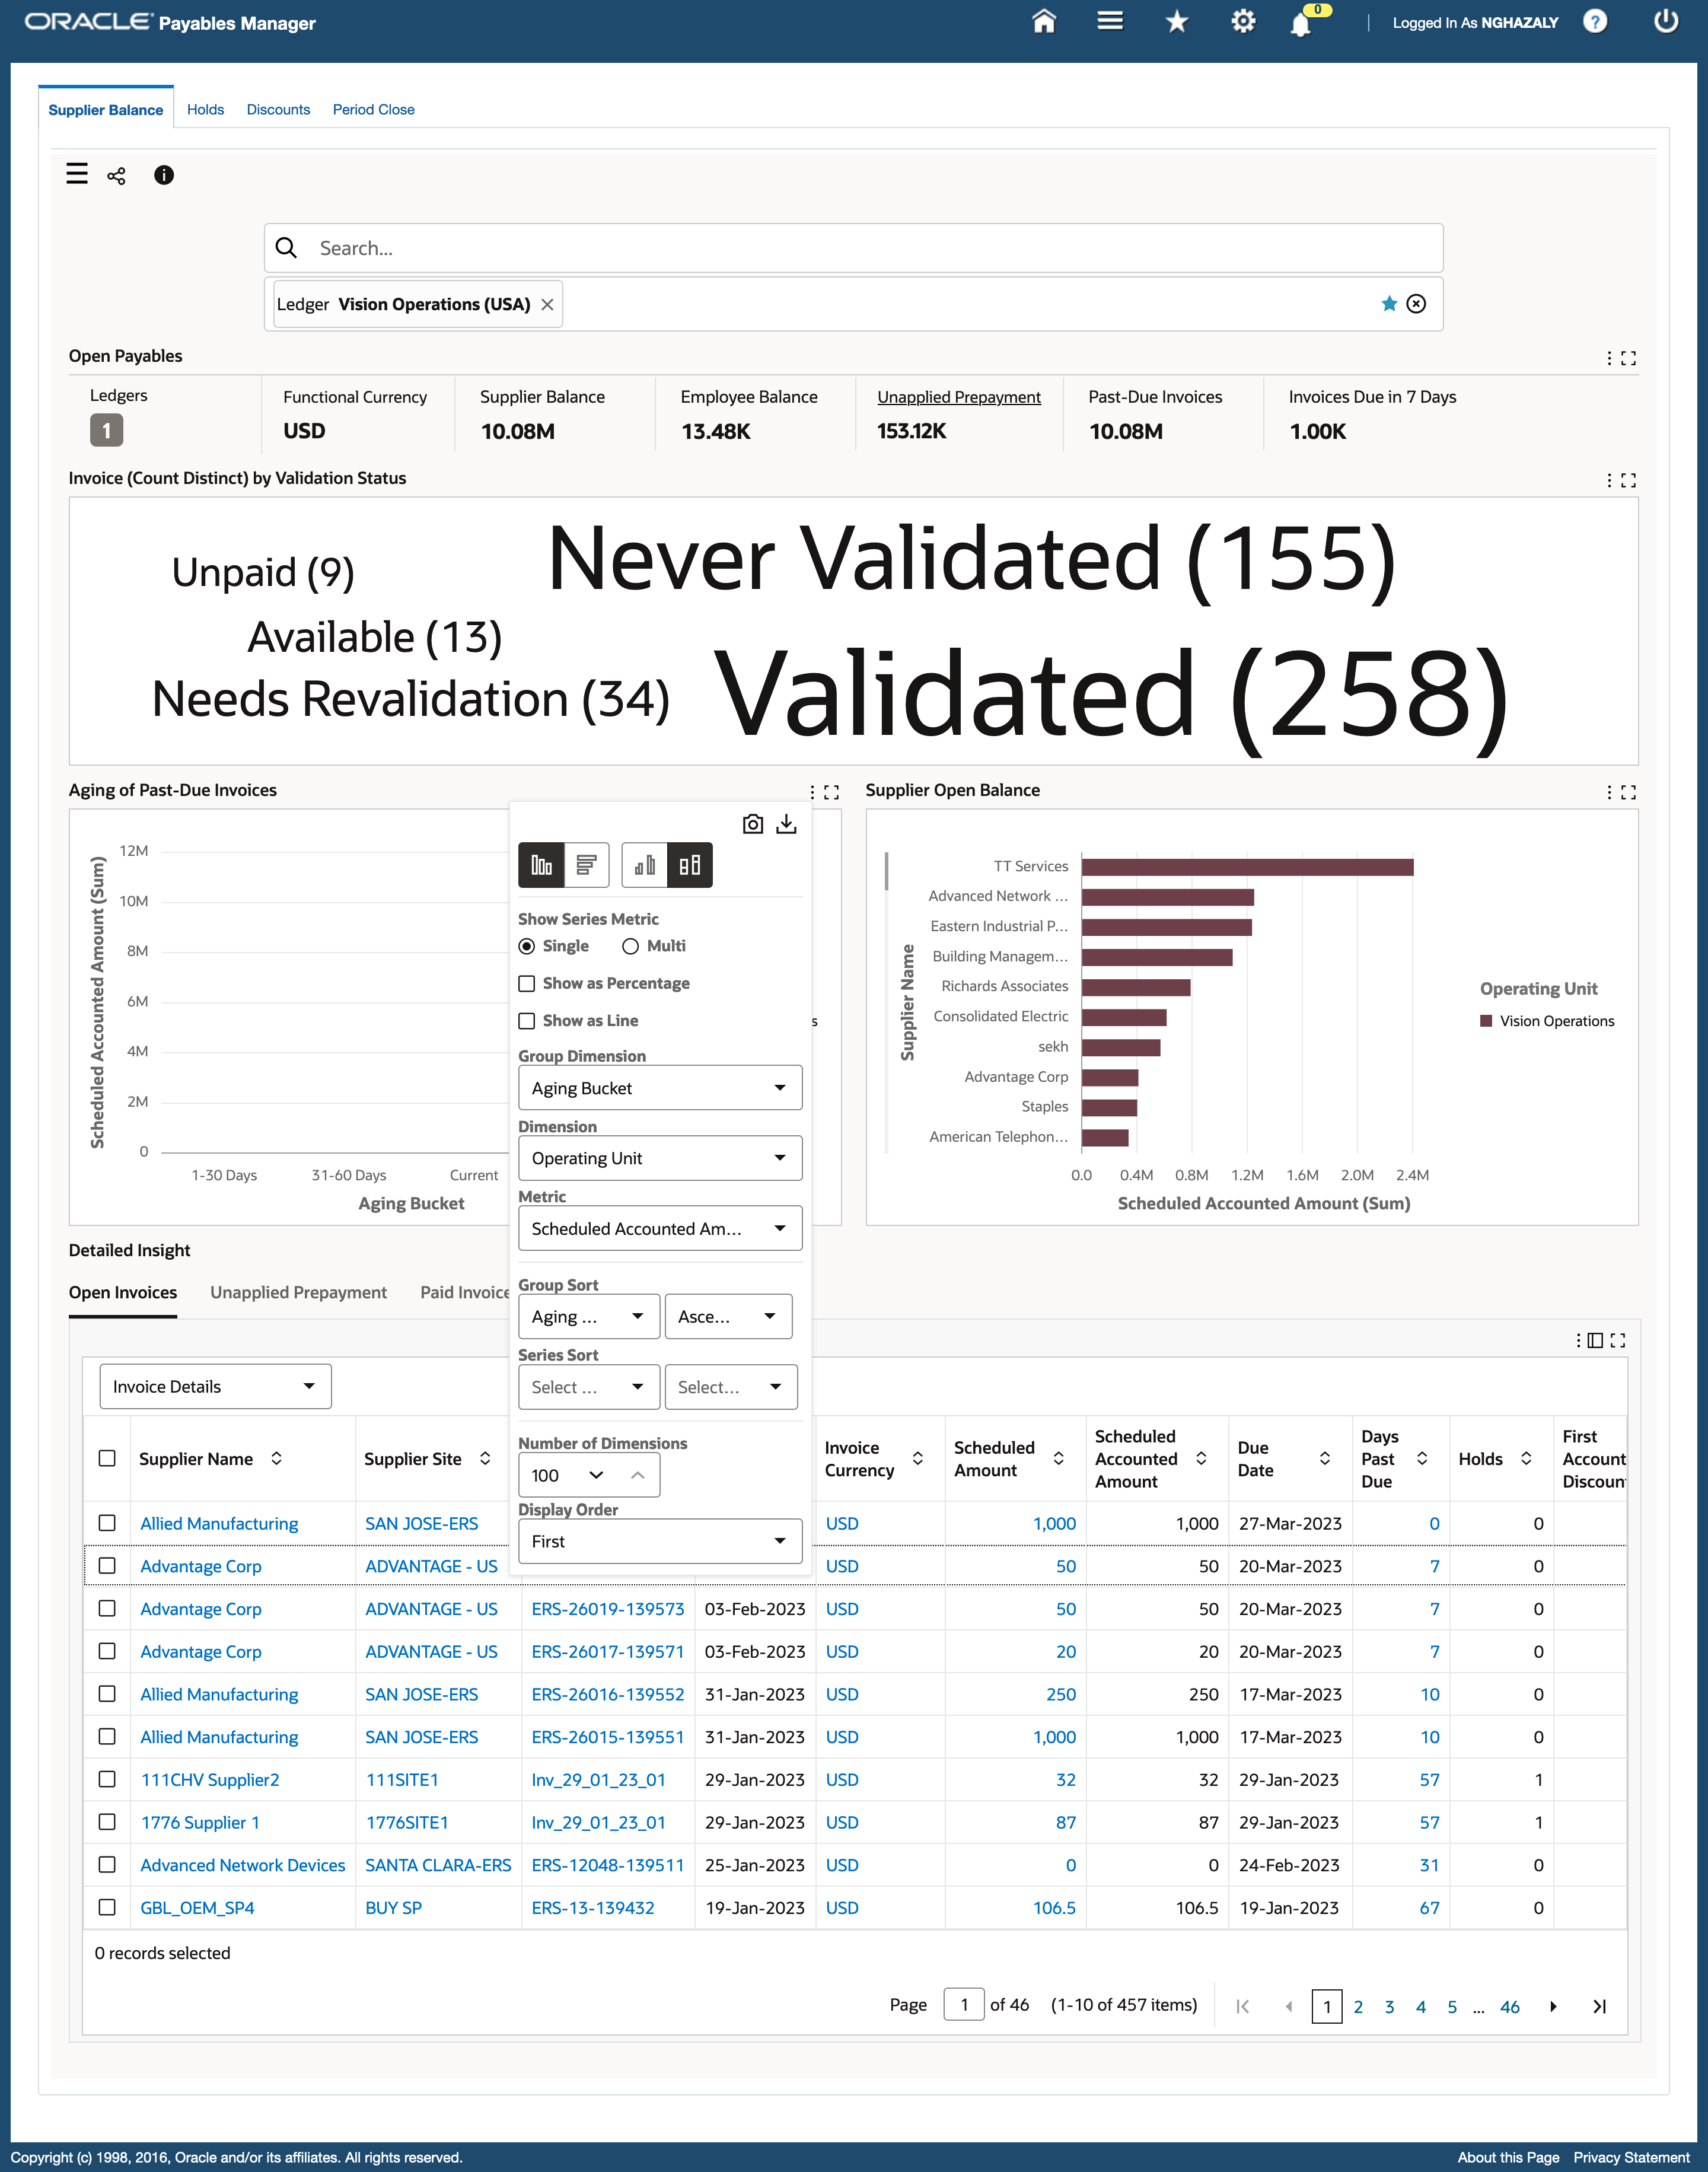 ORACLE Payables Manager
0
Logged In As NGHAZALY
?
Supplier Balance
Holds
Discounts
Period Close
i
Search...
Ledger Vision Operations (USA)
Open Payables
Ledgers
1
Functional Currency
USD
Supplier Balance
10.08M
Employee Balance
13.48K
Unapplied Prepayment
153.12K
Past-Due Invoices
10.08M
Invoices Due in 7 Days
1.00K
Invoice (Count Distinct) by Validation Status
Never Validated (155)
Unpaid (9)
Available (13)
Needs Revalidation (34)
Validated (258)
Aging of Past-Due Invoices
Scheduled Accounted Amount (Sum)
12M
10M
8M
6M
4M
2M
0
1-30 Days
31-60 Days
Current
Aging Bucket
s
Show Series Metric
Single
Multi
Show as Percentage
Show as Line
Group Dimension
Aging Bucket
Dimension
Operating Unit
Metric
Scheduled Accounted Am...
Group Sort
Aging ...
Asce...
Series Sort
Select ...
Select...
Number of Dimensions
100
Display Order
First
Supplier Open Balance
Supplier Name
TT Services
Advanced Network ...
Eastern Industrial P...
Building Managem...
Richards Associates
Consolidated Electric
sekh
Advantage Corp
Staples
American Telephon...
0.0 0.4M 0.8M 1.2M 1.6M 2.0M 2.4M
Scheduled Accounted Amount (Sum)
Operating Unit
Vision Operations
Detailed Insight
Open Invoices
Unapplied Prepayment
Paid Invoice
Invoice Details
Supplier Name
Supplier Site
Invoice
Currency
Scheduled
Amount
Scheduled
Accounted
Amount
Due
Date
Days
Past
Due
Holds
First
Account
Discoun
Allied Manufacturing SAN JOSE-ERS USD 1,000 1,000 27-Mar-2023 0 0
Advantage Corp ADVANTAGE - US USD 50 50 20-Mar-2023 7 0
Advantage Corp ADVANTAGE - US ERS-26019-139573 03-Feb-2023 USD 50 50 20-Mar-2023 7 0
Advantage Corp ADVANTAGE - US ERS-26017-139571 03-Feb-2023 USD 20 20 20-Mar-2023 7 0
Allied Manufacturing SAN JOSE-ERS ERS-26016-139552 31-Jan-2023 USD 250 250 17-Mar-2023 10 0
Allied Manufacturing SAN JOSE-ERS ERS-26015-139551 31-Jan-2023 USD 1,000 1,000 17-Mar-2023 10 0
111CHV Supplier2 111SITE1 Inv_29_01_23_01 29-Jan-2023 USD 32 32 29-Jan-2023 57 1
1776 Supplier 1 1776SITE1 Inv_29_01_23_01 29-Jan-2023 USD 87 87 29-Jan-2023 57 1
Advanced Network Devices SANTA CLARA-ERS ERS-12048-139511 25-Jan-2023 USD 0 0 24-Feb-2023 31 0
GBL_OEM_SP4 BUY SP ERS-13-139432 19-Jan-2023 USD 106.5 106.5 19-Jan-2023 67 0
0 records selected
Page 1 of 46 (1-10 of 457 items) 1 2 3 4 5 ... 46
Copyright (c) 1998, 2016, Oracle and/or its affiliates. All rights reserved.
About this Page
Privacy Statement